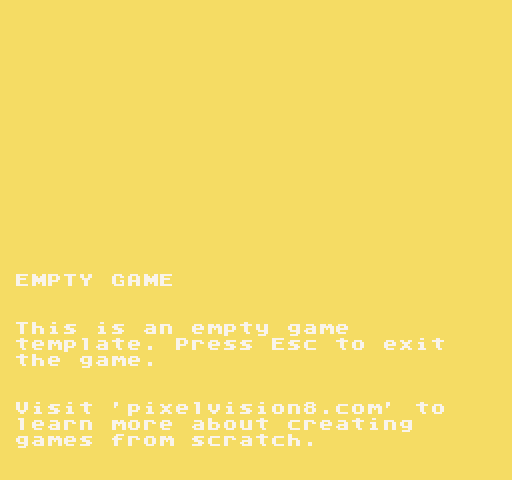 EMPTY GAME
This is an empty game
template. Press Esc to exit
the game.
Visit 'pixelvision8.com' to
learn more about creating
games from scratch.